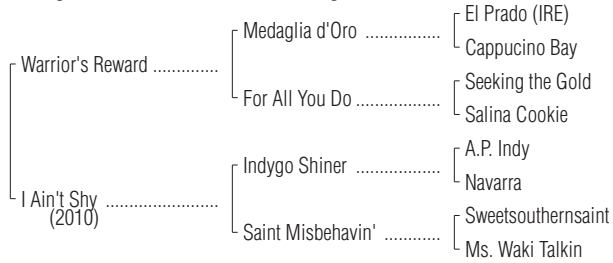 El Prado (IRE)
Medaglia d'Oro ................
Cappucino Bay
Warrior's Reward ..............
Seeking the Gold
For All You Do ..................
Salina Cookie
A.P. Indy
Indygo Shiner ..................
Navarra
I Ain't Shy ........................
(2010)
Sweetsouthernsaint
Saint Misbehavin' ............
Ms. Waki Talkin